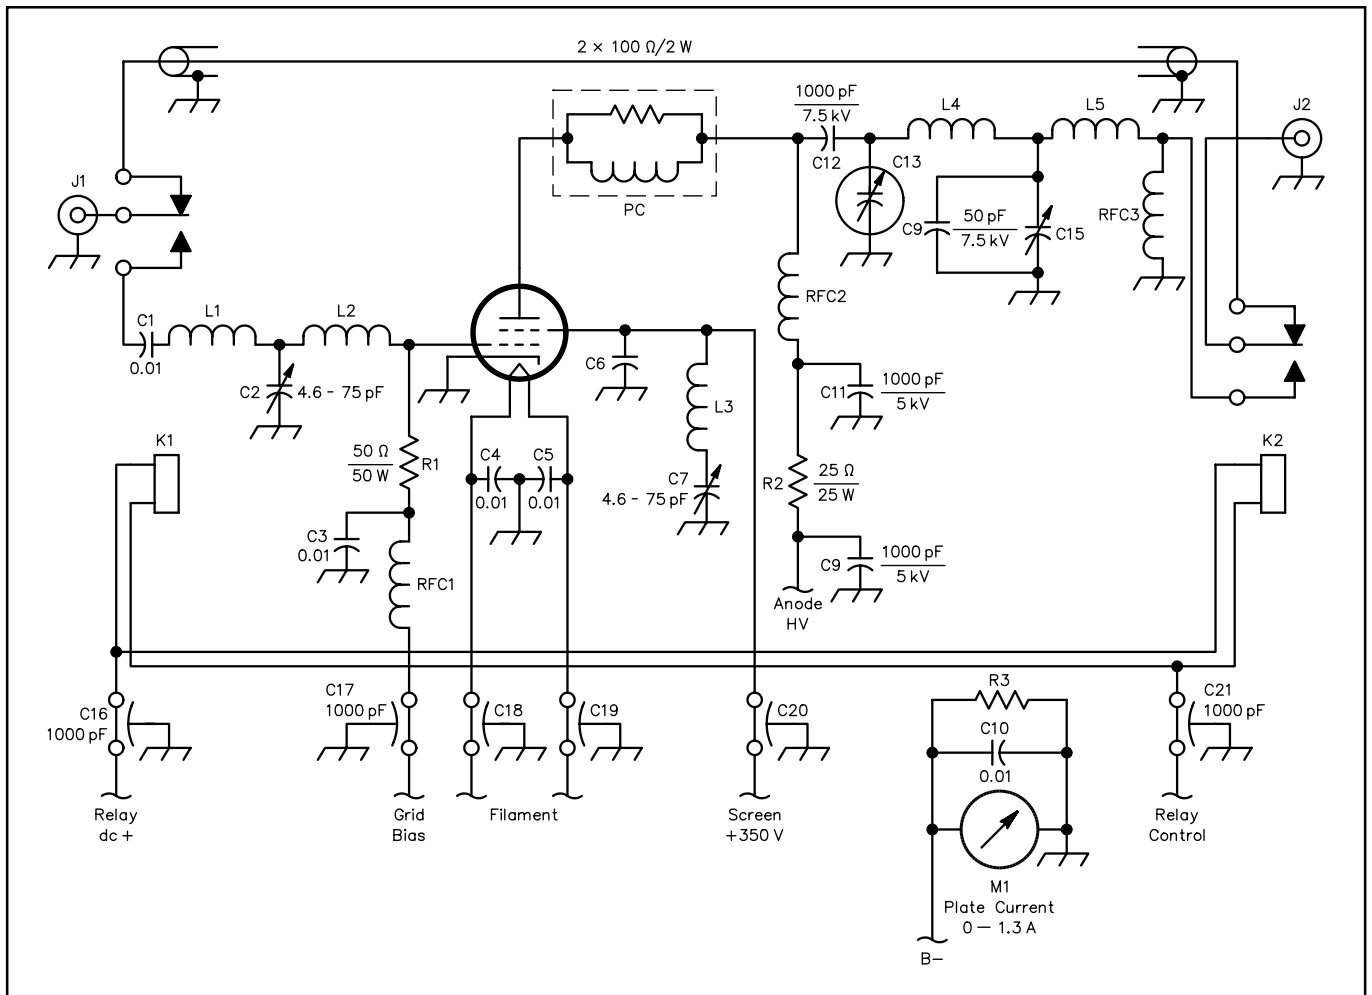 2 × 100 Ω/2 W
1000 pF
7.5 kV
C12
C13
L4
L5
J2
J1
PC
C9
50 pF
7.5 kV
C15
RFC3
RFC2
C1
0.01
L1
L2
C2
4.6 – 75 pF
C6
L3
C11
1000 pF
5 kV
K1
50 Ω
50 W
R1
C4
0.01
C5
0.01
C7
4.6 – 75 pF
R2
25 Ω
25 W
K2
C3
0.01
RFC1
C9
1000 pF
5 kV
Anode
HV
C16
1000 pF
C17
1000 pF
C18
C19
C20
R3
C10
0.01
C21
1000 pF
Relay
dc +
Grid
Bias
Filament
Screen
+350 V
Relay
Control
M1
Plate Current
0 – 1.3 A
B–